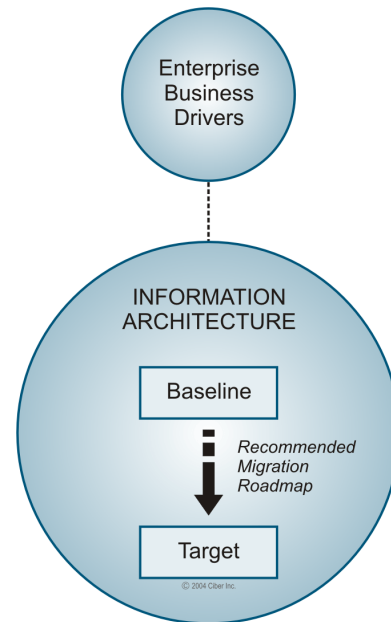 Enterprise
Business
Drivers
INFORMATION
ARCHITECTURE
Baseline
Recommended
Migration
Roadmap
Target
© 2004 Ciber Inc.